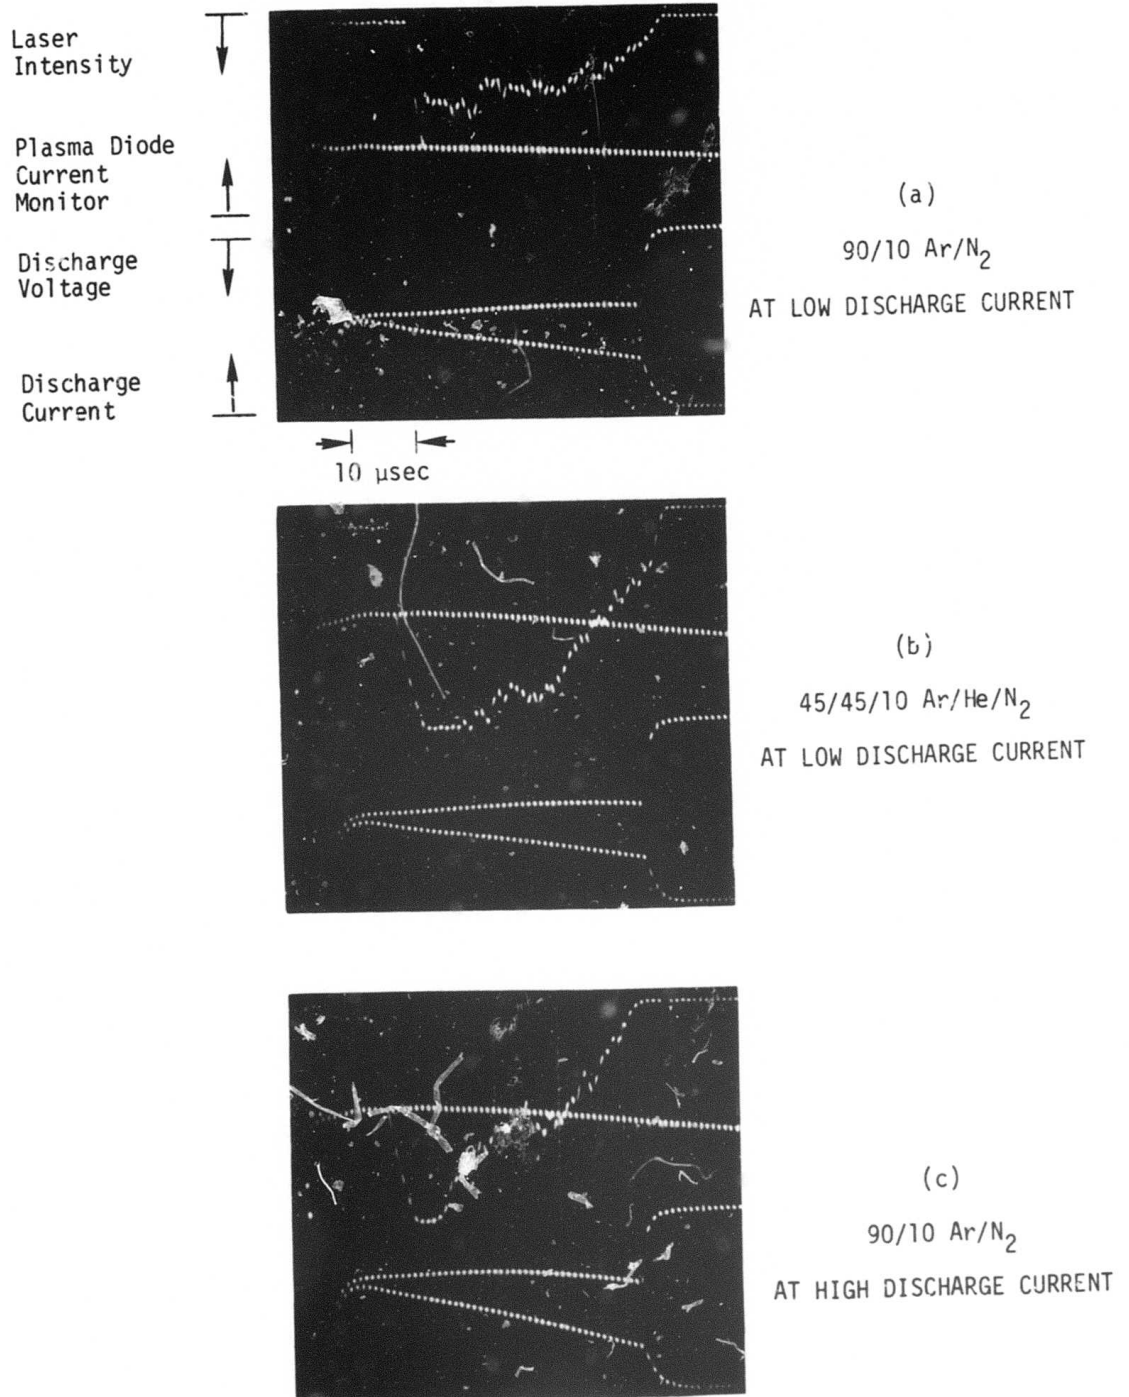 Laser
Intensity
Plasma Diode
Current
Monitor
Discharge
Voltage
Discharge
Current
10 μsec
(a)
90/10 Ar/N2
AT LOW DISCHARGE CURRENT
(b)
45/45/10 Ar/He/N2
AT LOW DISCHARGE CURRENT
(c)
90/10 Ar/N2
AT HIGH DISCHARGE CURRENT